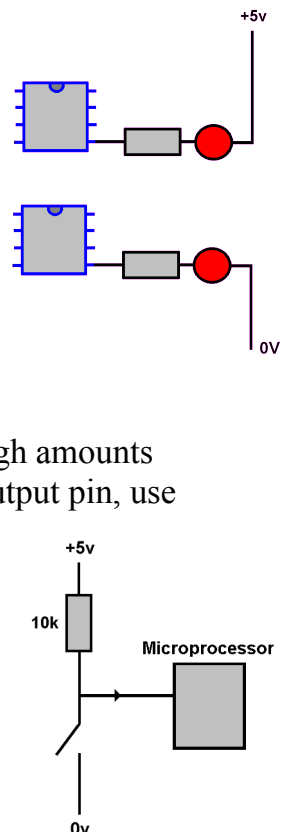 +5v
0V
gh amounts
utput pin, use
+5v
10k
Microprocessor
0v